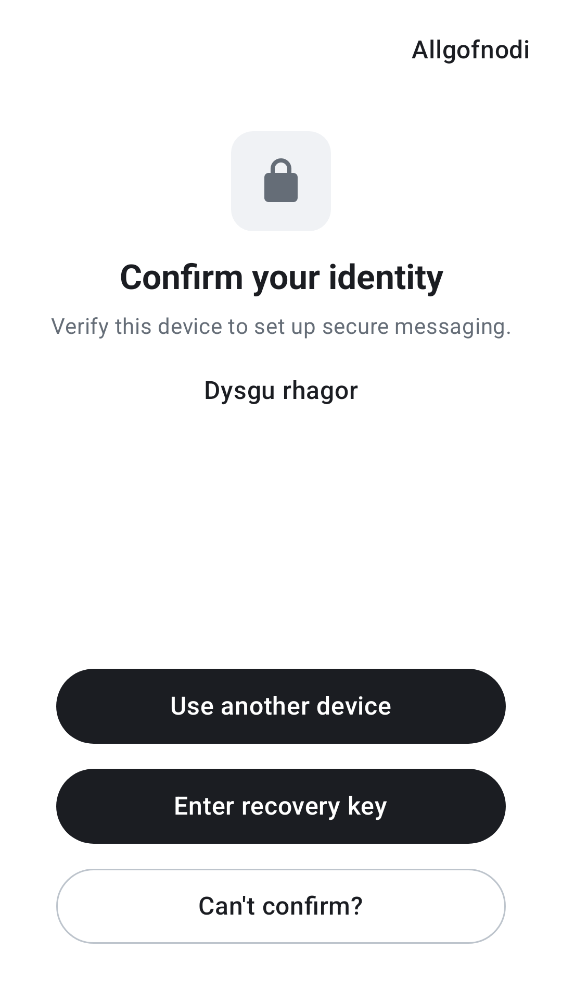 Allgofnodi
Confirm your identity
Verify this device to set up secure messaging.
Dysgu rhagor
Use another device
Enter recovery key
Can't confirm?